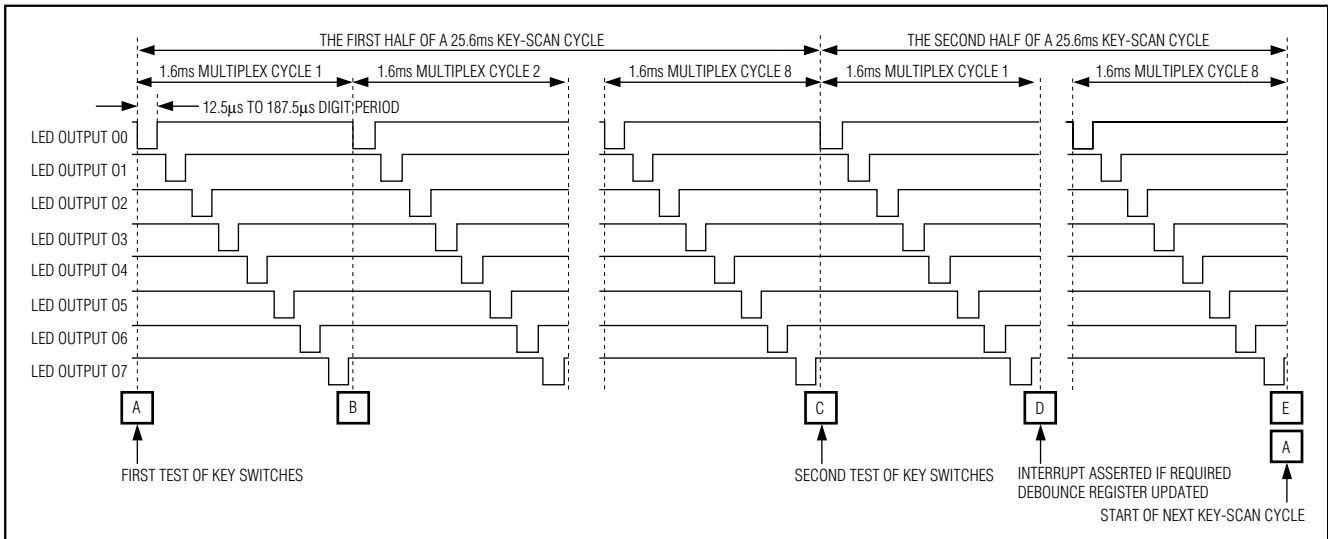 THE FIRST HALF OF A 25.6ms KEY-SCAN CYCLE
THE SECOND HALF OF A 25.6ms KEY-SCAN CYCLE
1.6ms MULTIPLEX CYCLE 1
1.6ms MULTIPLEX CYCLE 2
1.6ms MULTIPLEX CYCLE 8
1.6ms MULTIPLEX CYCLE 1
1.6ms MULTIPLEX CYCLE 8
12.5μs TO 187.5μs DIGIT PERIOD
LED OUTPUT O0
LED OUTPUT O1
LED OUTPUT O2
LED OUTPUT O3
LED OUTPUT O4
LED OUTPUT O5
LED OUTPUT O6
LED OUTPUT O7
A
B
C
D
E
A
FIRST TEST OF KEY SWITCHES
SECOND TEST OF KEY SWITCHES
INTERRUPT ASSERTED IF REQUIRED
DEBOUNCE REGISTER UPDATED
START OF NEXT KEY-SCAN CYCLE